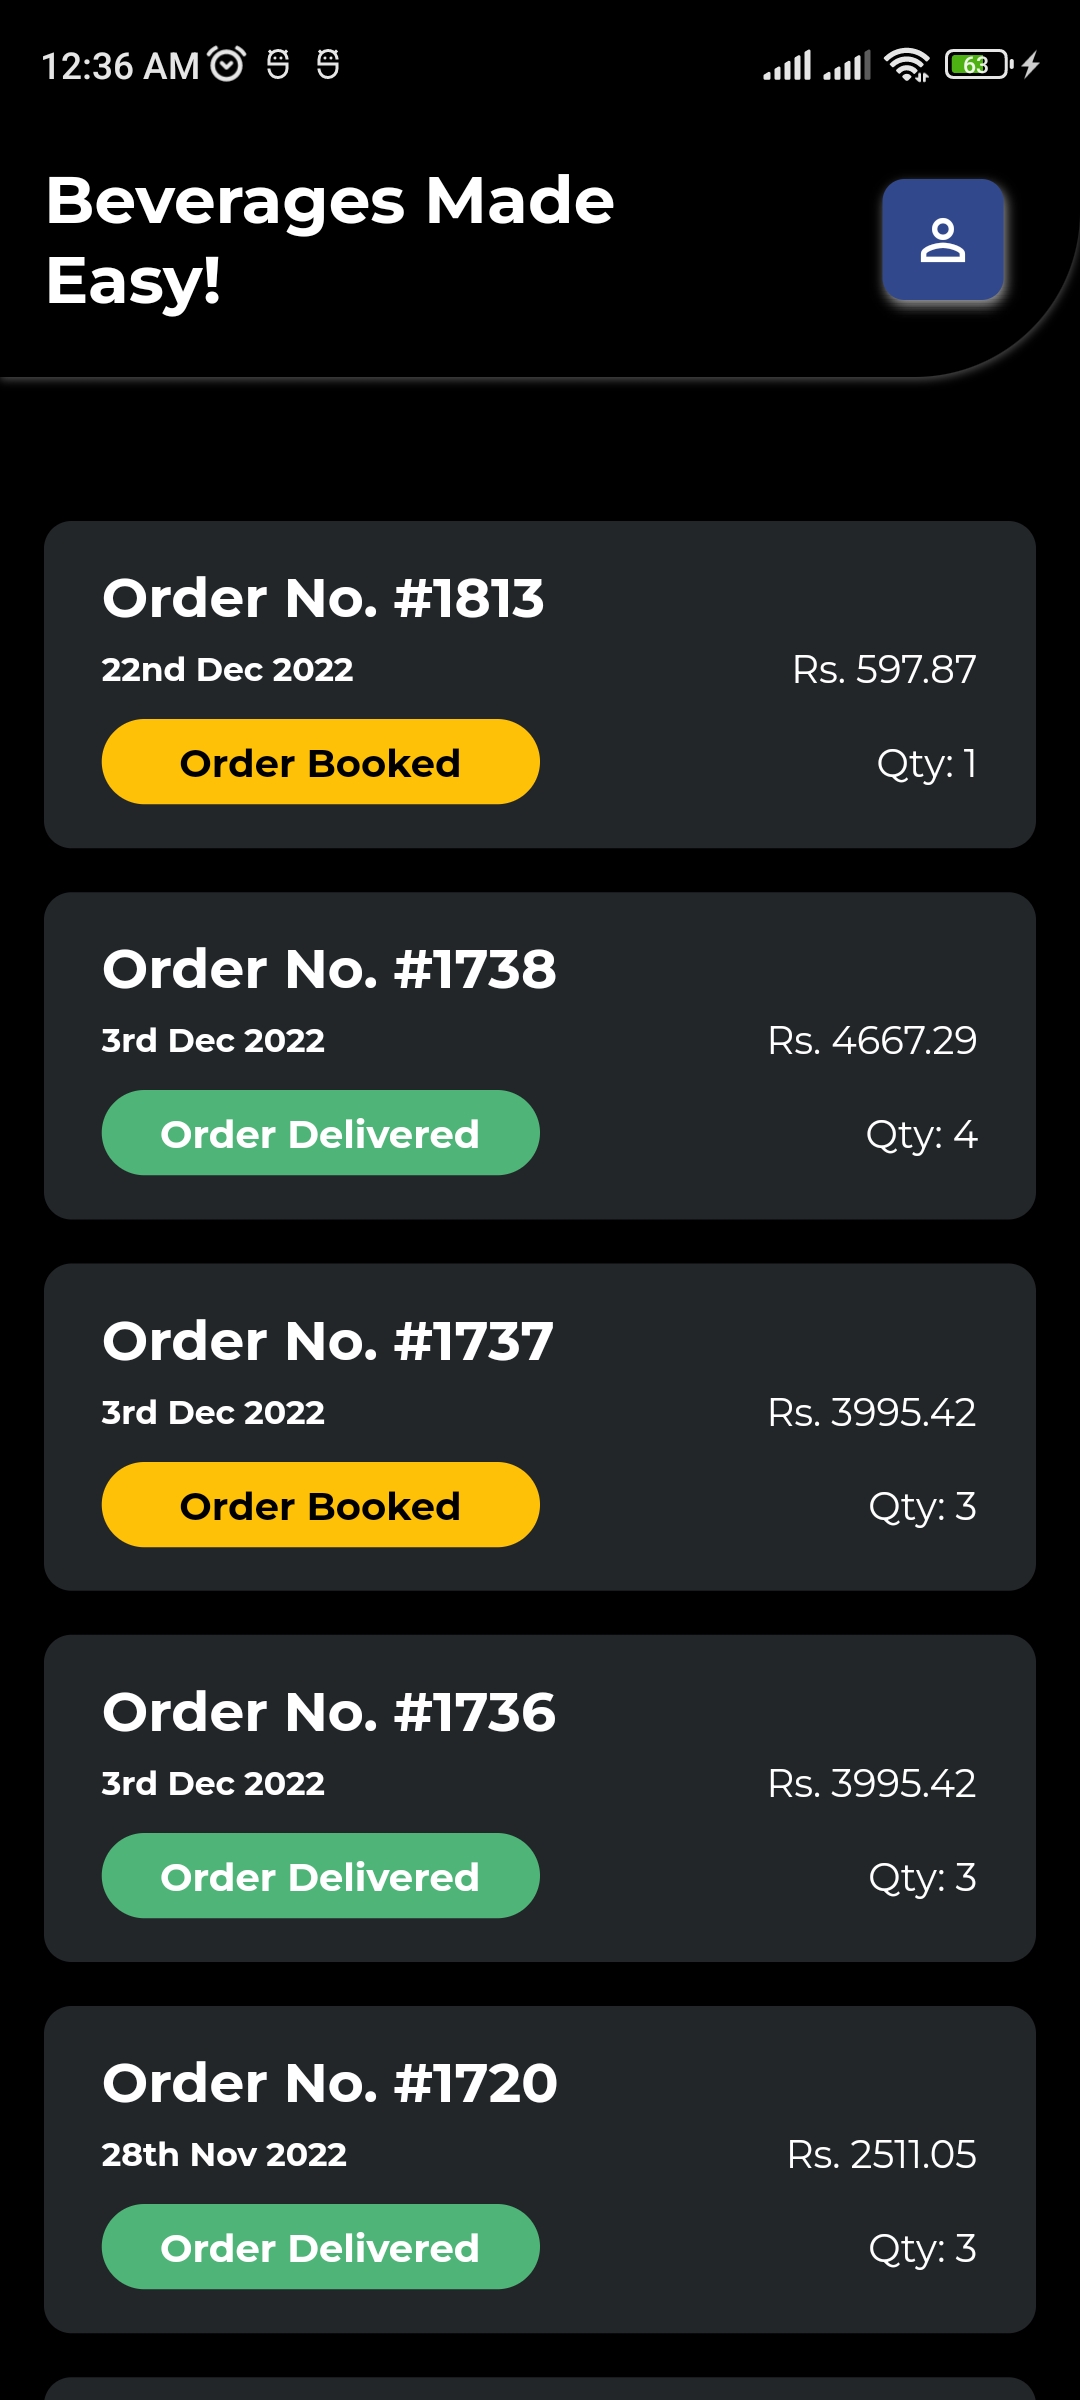 12:36 AM
63
Beverages Made
Easy!
Order No. #1813
22nd Dec 2022 Rs. 597.87
Order Booked Qty: 1
Order No. #1738
3rd Dec 2022 Rs. 4667.29
Order Delivered Qty: 4
Order No. #1737
3rd Dec 2022 Rs. 3995.42
Order Booked Qty: 3
Order No. #1736
3rd Dec 2022 Rs. 3995.42
Order Delivered Qty: 3
Order No. #1720
28th Nov 2022 Rs. 2511.05
Order Delivered Qty: 3